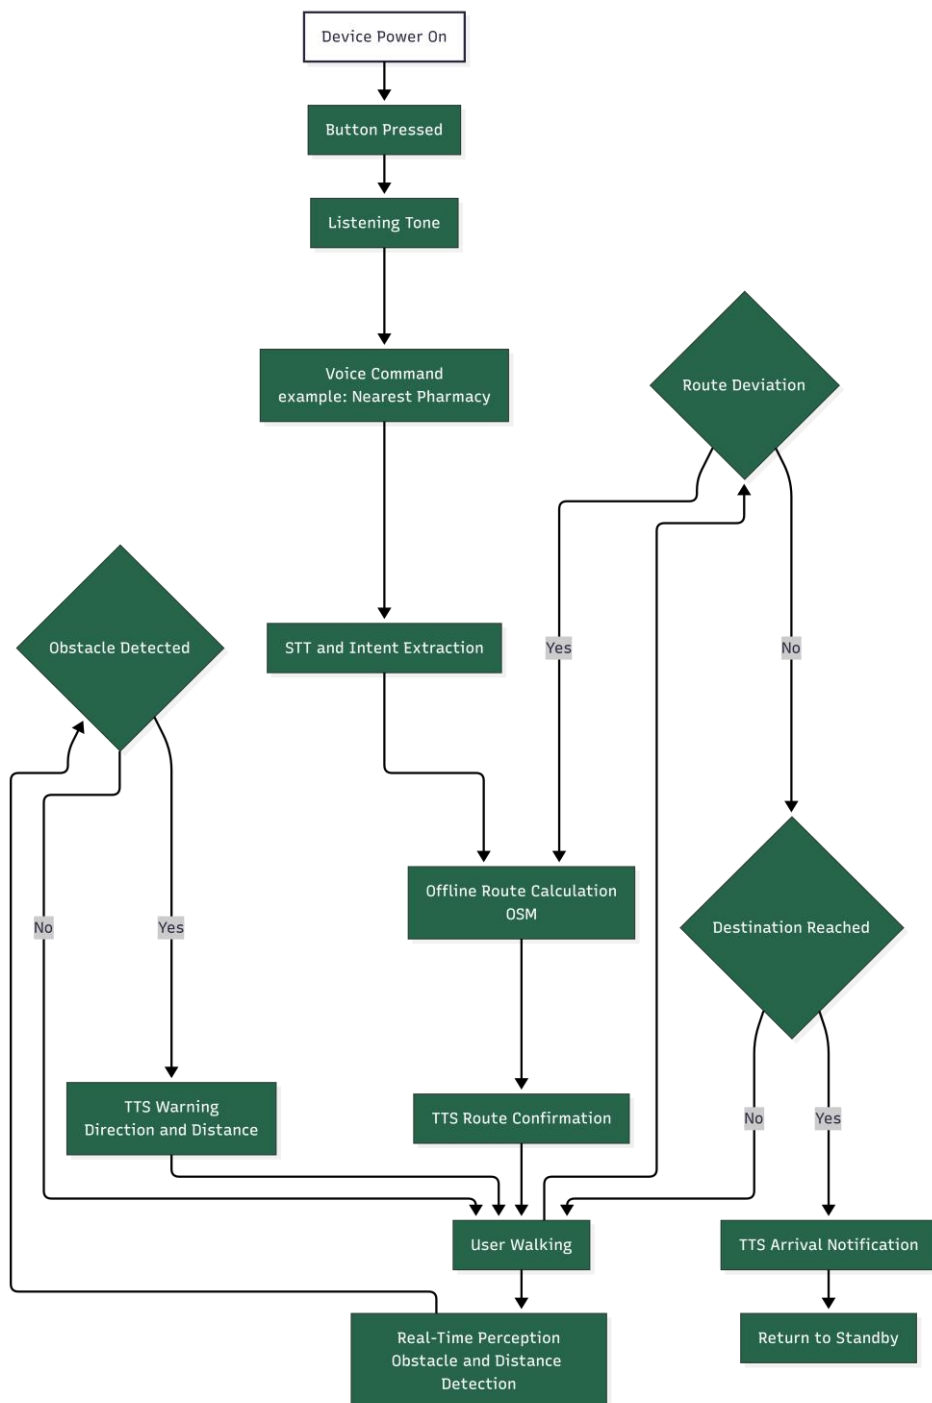 Device Power On
Button Pressed
Listening Tone
Voice Command
example: Nearest Pharmacy
Route Deviation
Obstacle Detected
STT and Intent Extraction
Yes
No
Offline Route Calculation
OSM
No
Yes
Destination Reached
TTS Warning
Direction and Distance
TTS Route Confirmation
No
Yes
User Walking
TTS Arrival Notification
Real-Time Perception
Obstacle and Distance
Detection
Return to Standby